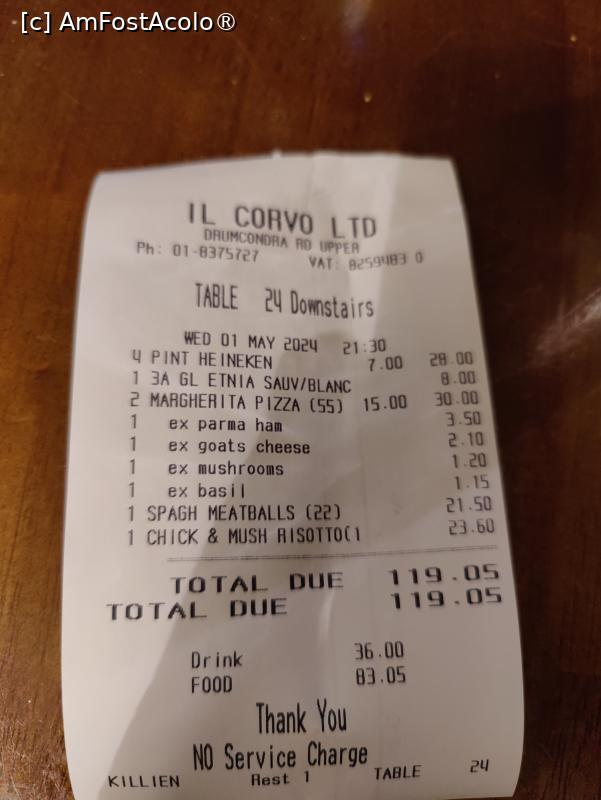 [c] AmFostAcolo®
IL CORVO LTD
DRUMCONDRA RD UPPER
Ph: 01-8375727 VAT: 8259483 O
TABLE 24 Downstairs
WED 01 MAY 2024 21:30
4 PINT HEINEKEN 7.00 28.00
1 3A GL ETNIA SAUV/BLANC 8.00
2 MARGHERITA PIZZA (55) 15.00 30.00
1 ex parma ham 3.50
1 ex goats cheese 2.10
1 ex mushrooms 1.20
1 ex basil 1.15
1 SPAGH MEATBALLS (22) 21.50
1 CHICK & MUSH RISOTTO(1 23.60
TOTAL DUE 119.05
TOTAL DUE 119.05
Drink 36.00
FOOD 83.05
Thank You
NO Service Charge
KILLIEN Rest 1 TABLE 24